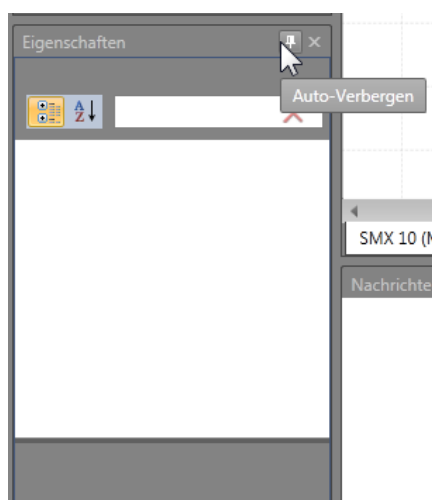 Eigenschaften
Auto-Verbergen
A
Z
SMX 10 (M
Nachrichte